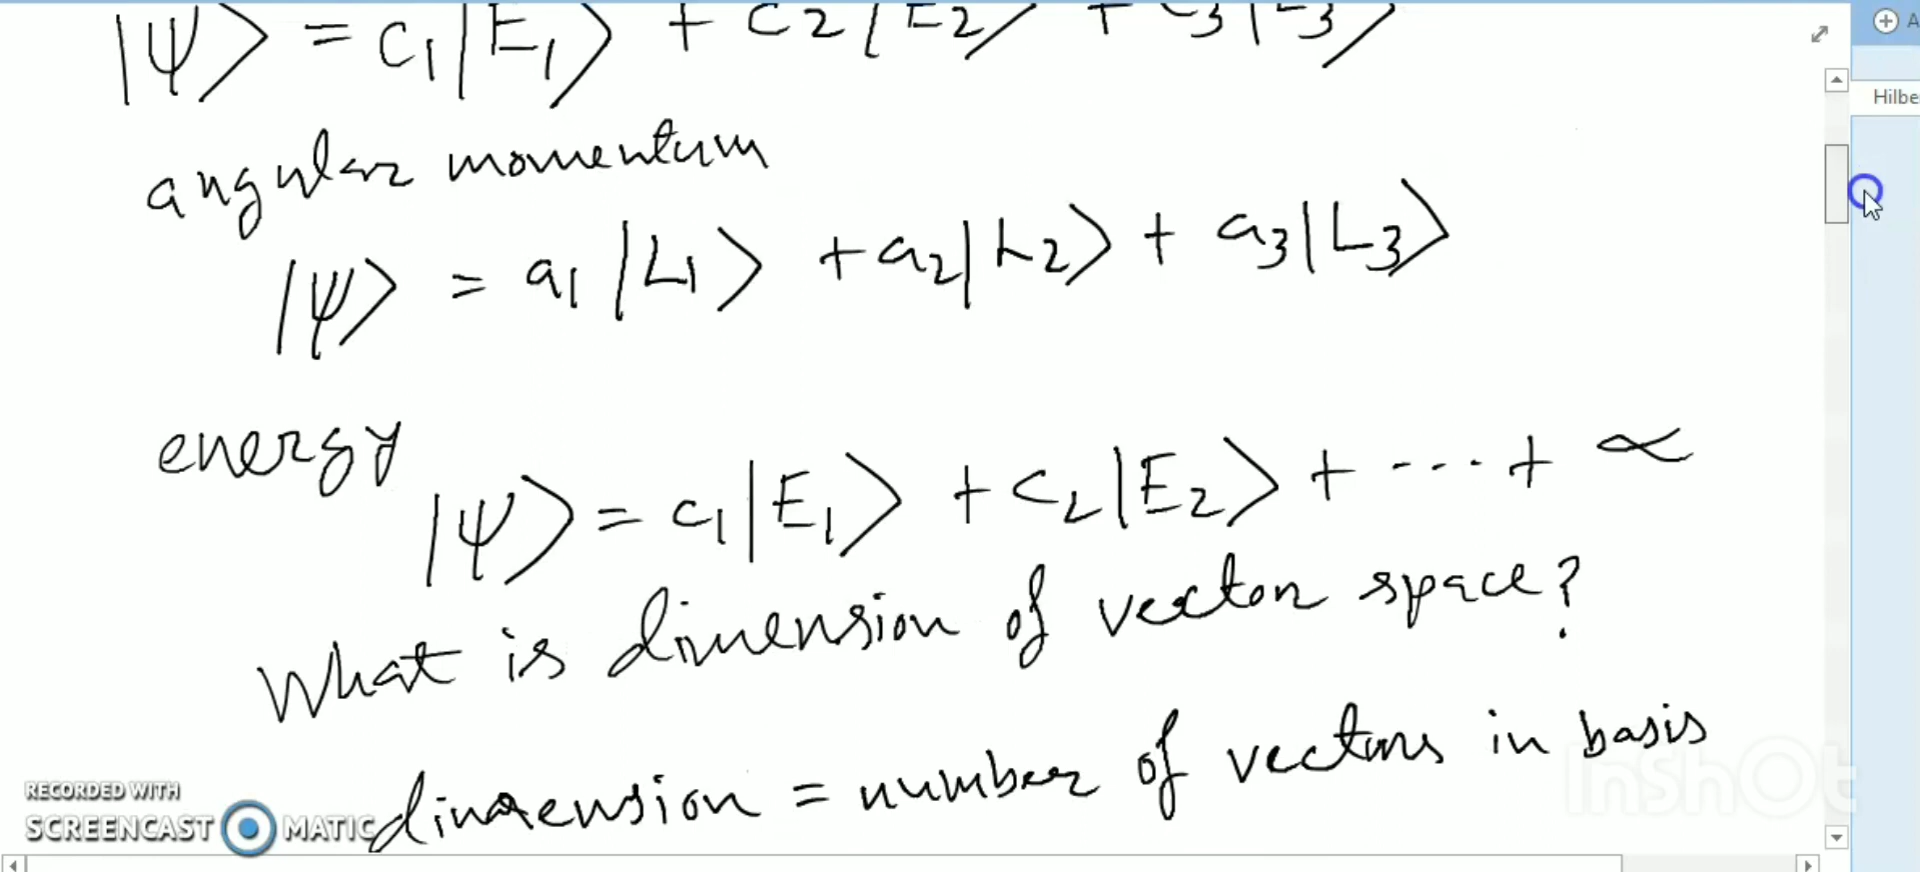 |ψ⟩ = c₁|E₁⟩ + c₂|E₂⟩ + c₃|E₃⟩
angular momentum
|ψ⟩ = a₁|L₁⟩ + a₂|L₂⟩ + a₃|L₃⟩
energy
|ψ⟩ = c₁|E₁⟩ + c₂|E₂⟩ + ---- + ∝
What is dimension of vector space?
dimension = number of vectors in basis
RECORDED WITH
SCREENCAST MATIC
InShOt
Hilbe
A